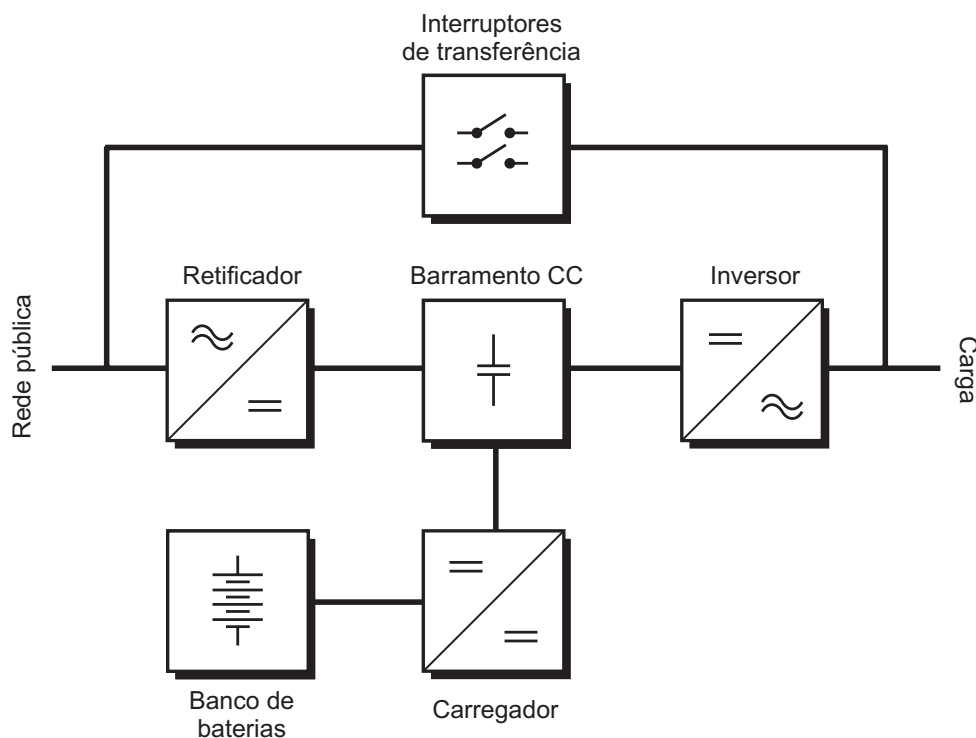 Interruptores
de transferência
Retificador
Barramento CC
Inversor
Rede pública
Carga
Banco de
baterias
Carregador